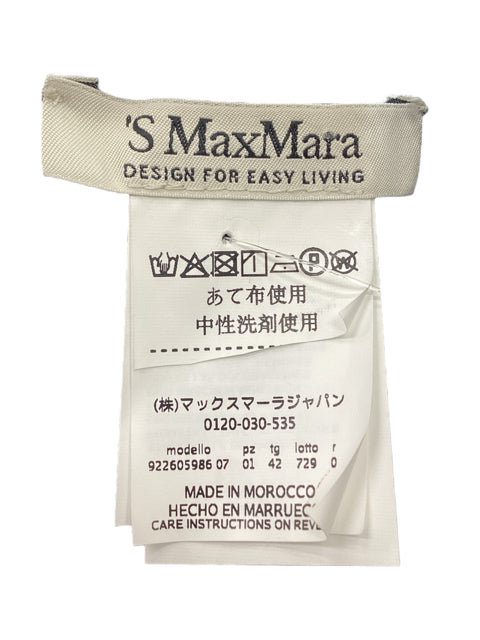 'S MaxMara
DESIGN FOR EASY LIVING
あて布使用
中性洗剤使用
(株)マックスマーラジャパン
0120-030-535
modello pz tg lotto r
922605986 07 01 42 729 0
MADE IN MOROCCO
HECHO EN MARRUEC
CARE INSTRUCTIONS ON REVE